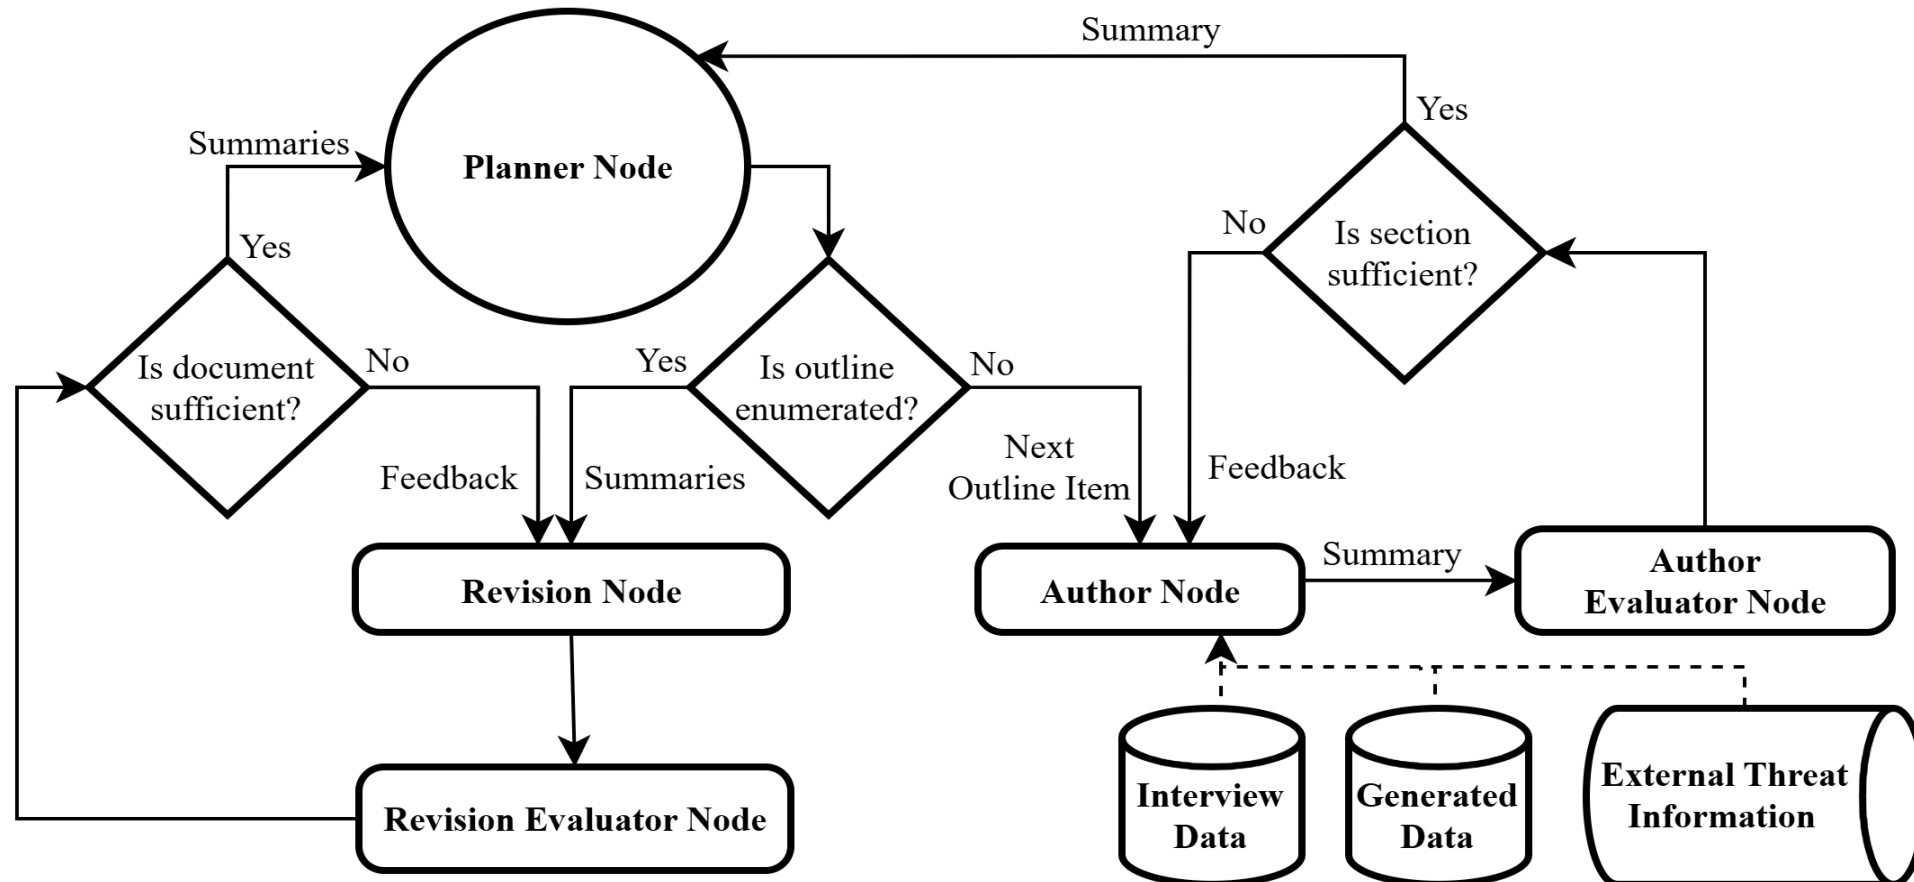 Summary
Yes
Summaries
Planner Node
No
Is section
sufficient?
Yes
Is document
sufficient?
No
Yes
Is outline
enumerated?
No
Feedback
Summaries
Next
Outline Item
Feedback
Revision Node
Author Node
Summary
Author
Evaluator Node
Revision Evaluator Node
Interview
Data
Generated
Data
External Threat
Information